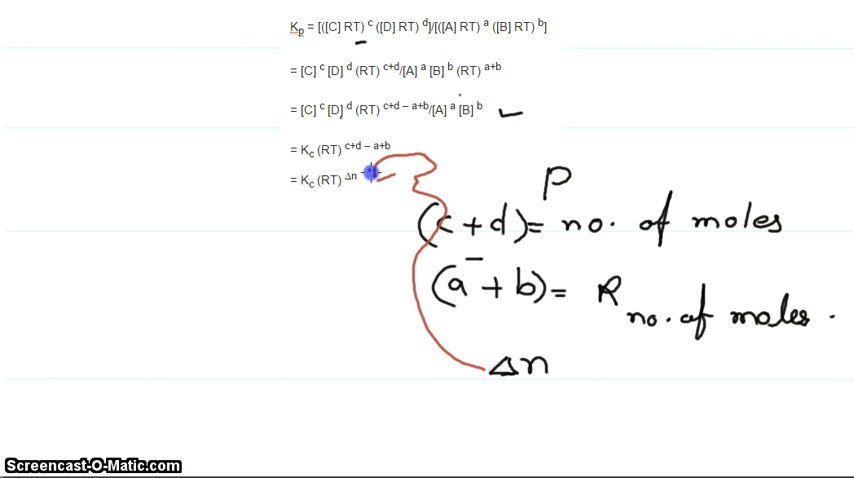 Kp = [([C] RT) c ([D] RT) d]/[([A] RT) a ([B] RT) b]
= [C] c [D] d (RT) c+d/[A] a [B] b (RT) a+b
= [C] c [D] d (RT) c+d – a+b/[A] a [B] b
= Kc (RT) c+d – a+b
= Kc (RT) Δn
P
(c + d) = no. of moles
–
(a + b) = R
no. of moles.
Δn
Screencast-O-Matic.com